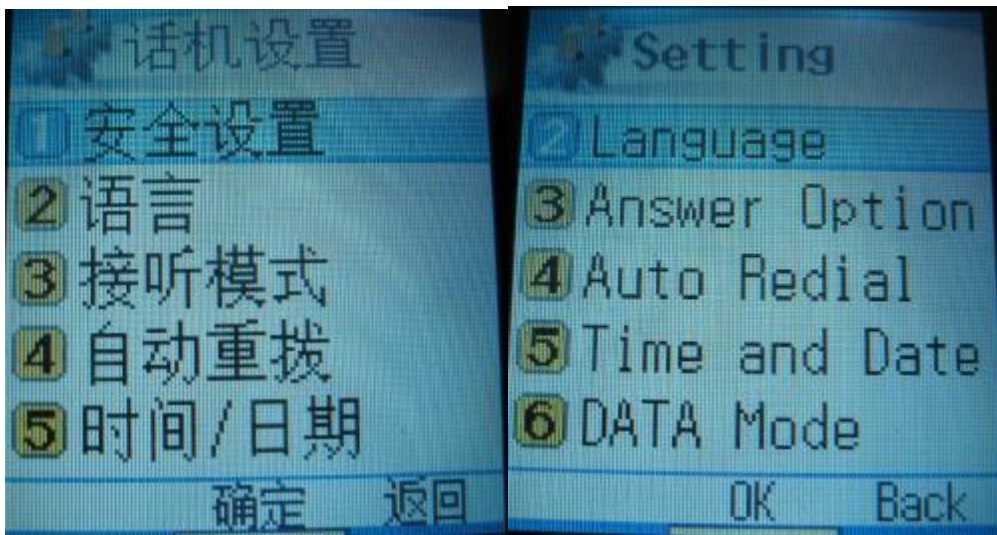 话机设置
1 安全设置
2 语言
3 接听模式
4 自动重拨
5 时间/日期
确定 返回
Setting
2 Language
3 Answer Option
4 Auto Redial
5 Time and Date
6 DATA Mode
OK Back